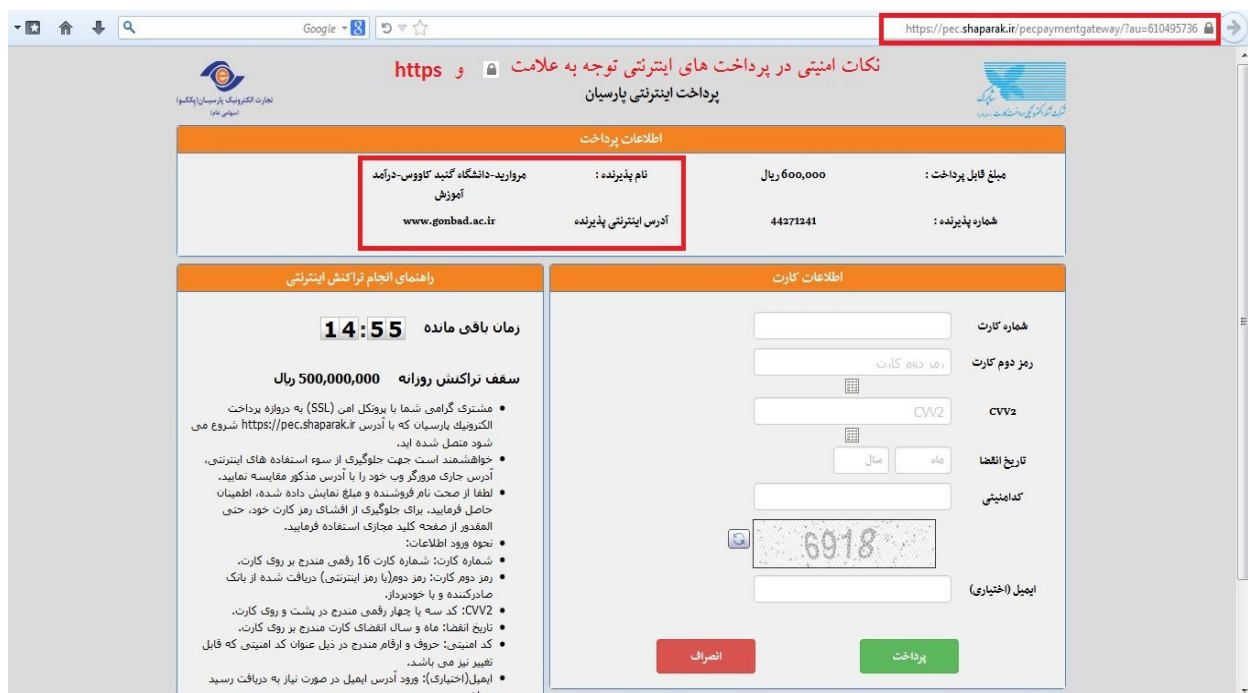 Google
https://pec.shaparak.ir/pecpaymentgateway/?au=610495736
نکات امنیتی در پرداخت های اینترنتی توجه به علامت و https
شاپرک
پرداخت اینترنتی پارسیان
تجارت الکترونیک پارسیان(پککو)
(سهامی عام)
اطلاعات پرداخت
مبلغ قابل پرداخت : 600,000 ریال
نام پذیرنده : مروارید-دانشگاه گنبد کاووس-درآمد
آموزش
شماره پذیرنده : 44271241
آدرس اینترنتی پذیرنده www.gonbad.ac.ir
اطلاعات کارت
شماره کارت
رمز دوم کارت رمز دوم کارت
CVV2 CVV2
تاریخ انقضا ماه سال
کدامنیتی
6918
ایمیل (اختیاری)
پرداخت انصراف
راهنمای انجام تراکنش اینترنتی
زمان باقی مانده 14:55
سقف تراکنش روزانه 500,000,000 ریال
• مشتری گرامی شما با پروتکل امن (SSL) به دروازه پرداخت
الکترونیک پارسیان که با آدرس https://pec.shaparak.ir شروع می
شود متصل شده اید.
• خواهشمند است جهت جلوگیری از سوء استفاده های اینترنتی،
آدرس جاری مرورگر وب خود را با آدرس مذکور مقایسه نمایید.
• لطفا از صحت نام فروشنده و مبلغ نمایش داده شده، اطمینان
حاصل فرمایید. برای جلوگیری از افشای رمز کارت خود، حتی
المقدور از صفحه کلید مجازی استفاده فرمایید.
• نحوه ورود اطلاعات:
• شماره کارت: شماره کارت 16 رقمی مندرج بر روی کارت.
• رمز دوم کارت: رمز دوم(یا رمز اینترنتی) دریافت شده از بانک
صادرکننده و یا خودپرداز.
• CVV2: کد سه یا چهار رقمی مندرج در پشت و روی کارت.
• تاریخ انقضا: ماه و سال انقضای کارت مندرج بر روی کارت.
• کد امنیتی: حروف و ارقام مندرج در ذیل عنوان کد امنیتی که قابل
تغییر نیز می باشد.
• ایمیل(اختیاری): ورود آدرس ایمیل در صورت نیاز به دریافت رسید